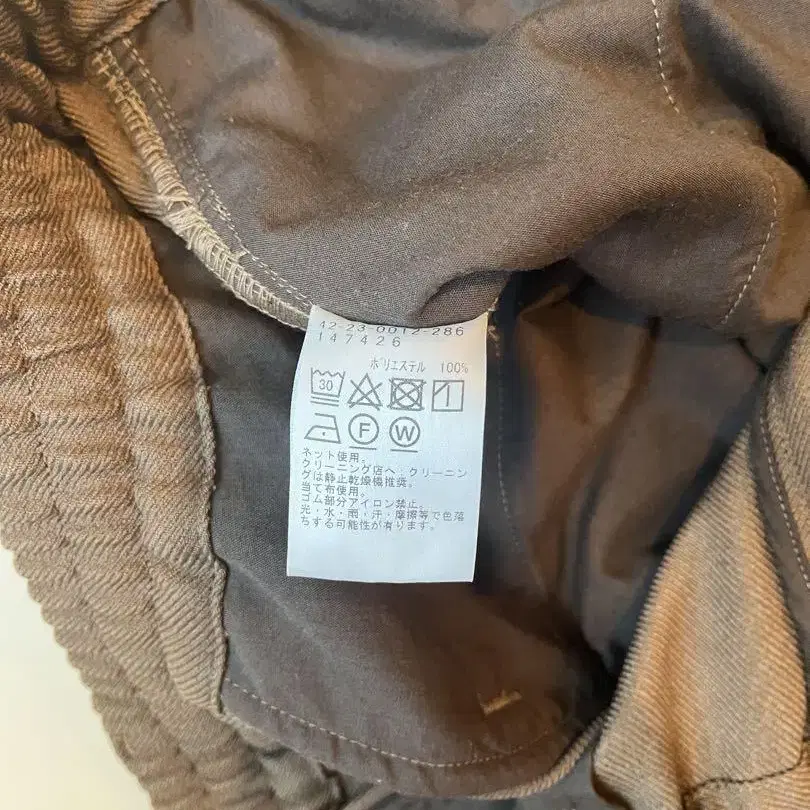 42-23-0012-286
147426
ポリエステル 100%
30
F W
ネット使用。
クリーニング店へ：クリーニン
グは静止乾燥機推奨。
当て布使用。
ゴム部分アイロン禁止。
光・水・雨・汗・摩擦等で色落
ちする可能性が有ります。